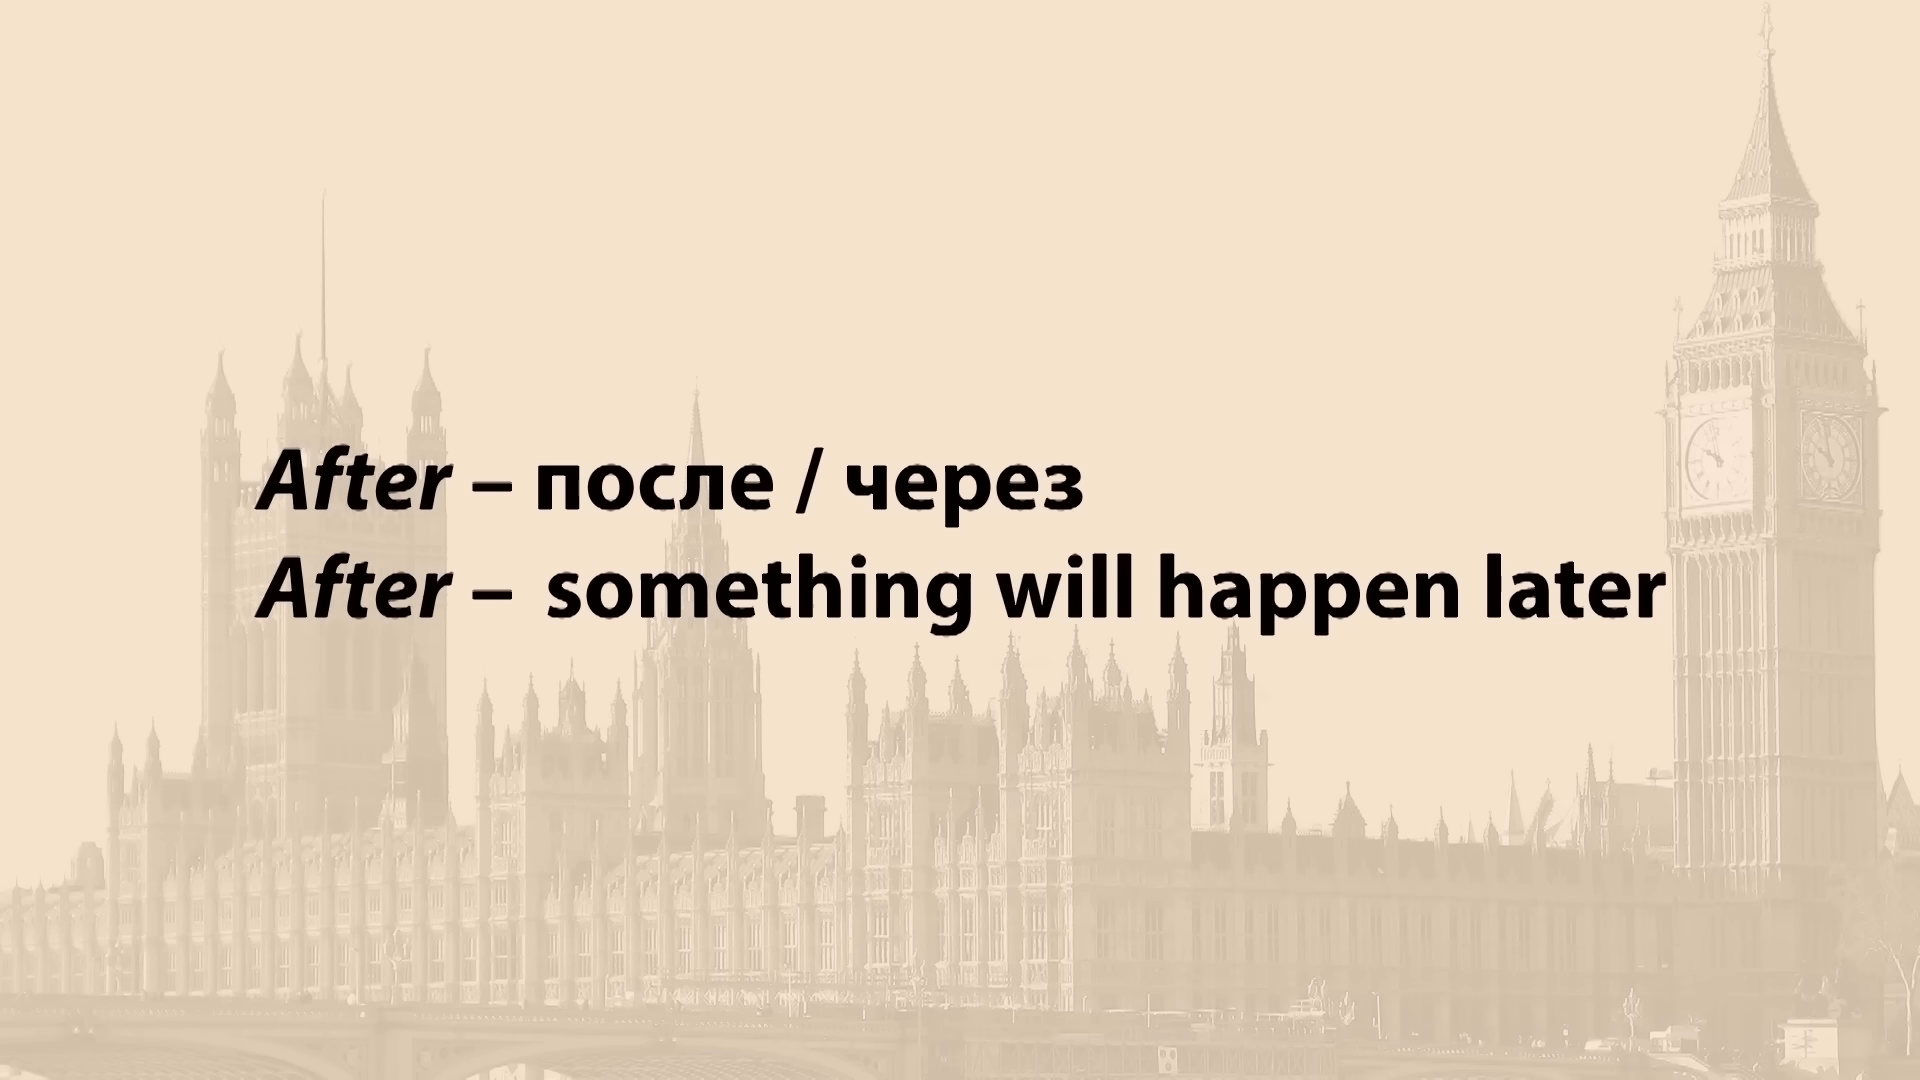 After – после / через
After – something will happen later